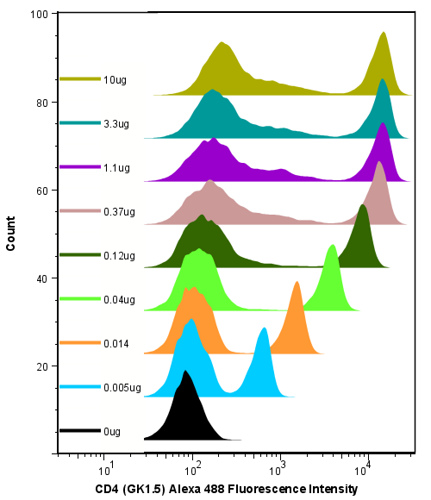 100
80
60
40
20
Count
10ug
3.3ug
1.1ug
0.37ug
0.12ug
0.04ug
0.014
0.005ug
0ug
10^1 10^2 10^3 10^4
CD4 (GK1.5) Alexa 488 Fluorescence Intensity